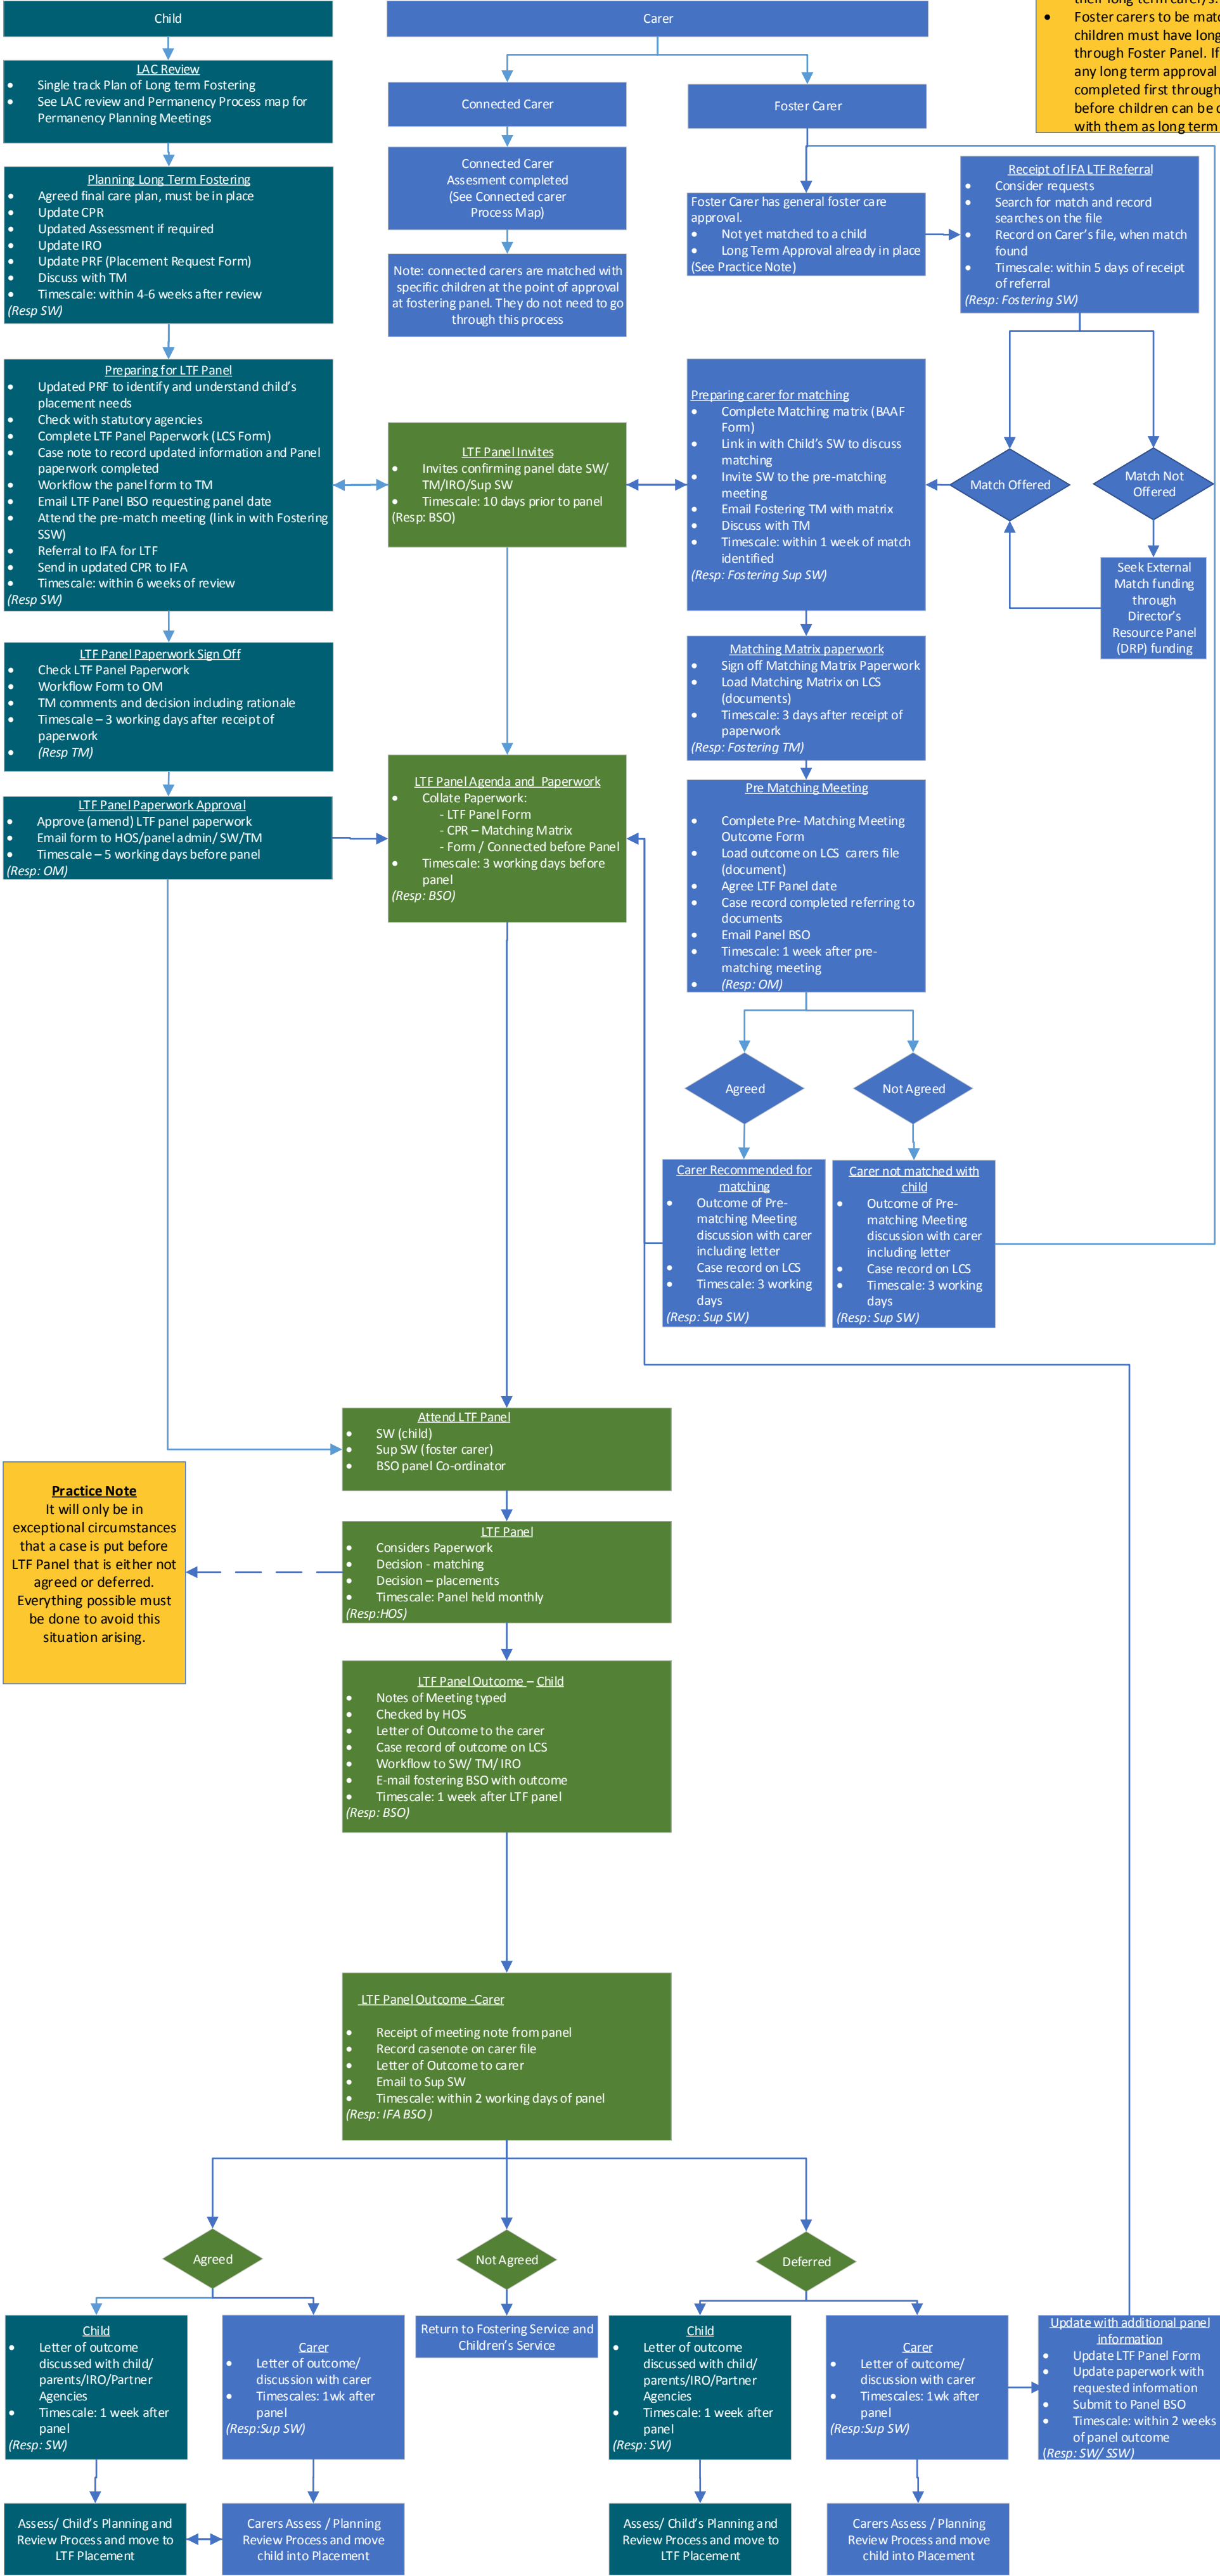 Child
Carer
their long term carer/s.
• Foster carers to be matc
children must have long
through Foster Panel. If
any long term approval
completed first through
before children can be c
with them as long term
LAC Review
• Single track Plan of Long term Fostering
• See LAC review and Permanency Process map for
Permanency Planning Meetings
Connected Carer
Foster Carer
Connected Carer
Assesment completed
(See Connected carer
Process Map)
Receipt of IFA LTF Referral
• Consider requests
• Search for match and record
searches on the file
• Record on Carer's file, when match
found
• Timescale: within 5 days of receipt
of referral
(Resp: Fostering SW)
Planning Long Term Fostering
• Agreed final care plan, must be in place
• Update CPR
• Updated Assessment if required
• Update IRO
• Update PRF (Placement Request Form)
• Discuss with TM
• Timescale: within 4-6 weeks after review
(Resp SW)
Foster Carer has general foster care
approval.
• Not yet matched to a child
• Long Term Approval already in place
(See Practice Note)
Note: connected carers are matched with
specific children at the point of approval
at fostering panel. They do not need to go
through this process
Preparing for LTF Panel
• Updated PRF to identify and understand child's
placement needs
• Check with statutory agencies
• Complete LTF Panel Paperwork (LCS Form)
• Case note to record updated information and Panel
paperwork completed
• Workflow the panel form to TM
• Email LTF Panel BSO requesting panel date
• Attend the pre-match meeting (link in with Fostering
SSW)
• Referral to IFA for LTF
• Send in updated CPR to IFA
• Timescale: within 6 weeks of review
(Resp SW)
LTF Panel Invites
• Invites confirming panel date SW/
TM/IRO/Sup SW
• Timescale: 10 days prior to panel
(Resp: BSO)
Preparing carer for matching
• Complete Matching matrix (BAAF
Form)
• Link in with Child's SW to discuss
matching
• Invite SW to the pre-matching
meeting
• Email Fostering TM with matrix
• Discuss with TM
• Timescale: within 1 week of match
identified
(Resp: Fostering Sup SW)
Match Offered
Match Not
Offered
Seek External
Match funding
through
Director's
Resource Panel
(DRP) funding
LTF Panel Paperwork Sign Off
• Check LTF Panel Paperwork
• Workflow Form to OM
• TM comments and decision including rationale
• Timescale – 3 working days after receipt of
paperwork
• (Resp TM)
Matching Matrix paperwork
• Sign off Matching Matrix Paperwork
• Load Matching Matrix on LCS
(documents)
• Timescale: 3 days after receipt of
paperwork
(Resp: Fostering TM)
LTF Panel Paperwork Approval
• Approve (amend) LTF panel paperwork
• Email form to HOS/panel admin/ SW/TM
• Timescale – 5 working days before panel
(Resp: OM)
LTF Panel Agenda and Paperwork
• Collate Paperwork:
- LTF Panel Form
- CPR – Matching Matrix
- Form / Connected before Panel
• Timescale: 3 working days before
panel
(Resp: BSO)
Pre Matching Meeting
• Complete Pre- Matching Meeting
Outcome Form
• Load outcome on LCS carers file
(document)
• Agree LTF Panel date
• Case record completed referring to
documents
• Email Panel BSO
• Timescale: 1 week after pre-
matching meeting
• (Resp: OM)
Agreed
Not Agreed
Carer Recommended for
matching
• Outcome of Pre-
matching Meeting
discussion with carer
including letter
• Case record on LCS
• Timescale: 3 working
days
(Resp: Sup SW)
Carer not matched with
child
• Outcome of Pre-
matching Meeting
discussion with carer
including letter
• Case record on LCS
• Timescale: 3 working
days
(Resp: Sup SW)
Attend LTF Panel
• SW (child)
• Sup SW (foster carer)
• BSO panel Co-ordinator
Practice Note
It will only be in
exceptional circumstances
that a case is put before
LTF Panel that is either not
agreed or deferred.
Everything possible must
be done to avoid this
situation arising.
LTF Panel
• Considers Paperwork
• Decision - matching
• Decision – placements
• Timescale: Panel held monthly
(Resp:HOS)
LTF Panel Outcome – Child
• Notes of Meeting typed
• Checked by HOS
• Letter of Outcome to the carer
• Case record of outcome on LCS
• Workflow to SW/ TM/ IRO
• E-mail fostering BSO with outcome
• Timescale: 1 week after LTF panel
(Resp: BSO)
LTF Panel Outcome -Carer
• Receipt of meeting note from panel
• Record casenote on carer file
• Letter of Outcome to carer
• Email to Sup SW
• Timescale: within 2 working days of panel
(Resp: IFA BSO )
Agreed
Not Agreed
Deferred
Child
• Letter of outcome
discussed with child/
parents/IRO/Partner
Agencies
• Timescale: 1 week after
panel
(Resp: SW)
Carer
• Letter of outcome/
discussion with carer
• Timescales: 1wk after
panel
(Resp:Sup SW)
Return to Fostering Service and
Children's Service
Child
• Letter of outcome
discussed with child/
parents/IRO/Partner
Agencies
• Timescale: 1 week after
panel
(Resp: SW)
Carer
• Letter of outcome/
discussion with carer
• Timescales: 1wk after
panel
(Resp:Sup SW)
Update with additional panel
information
• Update LTF Panel Form
• Update paperwork with
requested information
• Submit to Panel BSO
• Timescale: within 2 weeks
of panel outcome
(Resp: SW/ SSW)
Assess/ Child's Planning and
Review Process and move to
LTF Placement
Carers Assess / Planning
Review Process and move
child into Placement
Assess/ Child's Planning and
Review Process and move to
LTF Placement
Carers Assess / Planning
Review Process and move
child into Placement